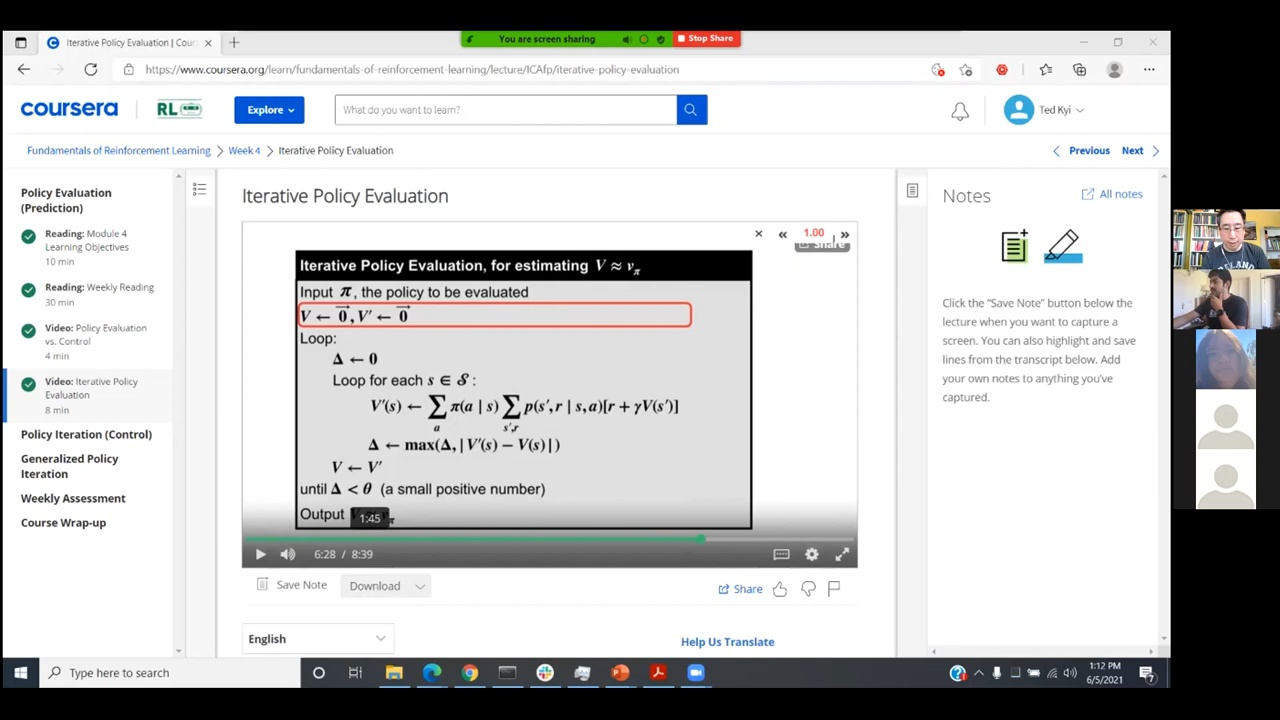 Iterative Policy Evaluation | Cour
You are screen sharing
Stop Share
https://www.coursera.org/learn/fundamentals-of-reinforcement-learning/lecture/ICAfp/iterative-policy-evaluation
coursera
RL
Explore
What do you want to learn?
Ted Kyi
Fundamentals of Reinforcement Learning
Week 4
Iterative Policy Evaluation
Previous
Next
Policy Evaluation
(Prediction)
Reading: Module 4
Learning Objectives
10 min
Reading: Weekly Reading
30 min
Video: Policy Evaluation
vs. Control
4 min
Video: Iterative Policy
Evaluation
8 min
Policy Iteration (Control)
Generalized Policy
Iteration
Weekly Assessment
Course Wrap-up
Iterative Policy Evaluation
1.00
Share
Iterative Policy Evaluation, for estimating V ≈ vπ
Input π, the policy to be evaluated
V ← 0⃗, V′ ← 0⃗
Loop:
Δ ← 0
Loop for each s ∈ 𝒮 :
V′(s) ← ∑a π(a | s) ∑s′,r p(s′, r | s, a)[r + γV(s′)]
Δ ← max(Δ, | V′(s) − V(s) |)
V ← V′
until Δ < θ (a small positive number)
Output
1:45
6:28 / 8:39
Save Note
Download
Share
English
Help Us Translate
Notes
All notes
Click the “Save Note” button below the
lecture when you want to capture a
screen. You can also highlight and save
lines from the transcript below. Add
your own notes to anything you've
captured.
Type here to search
1:12 PM
6/5/2021
7